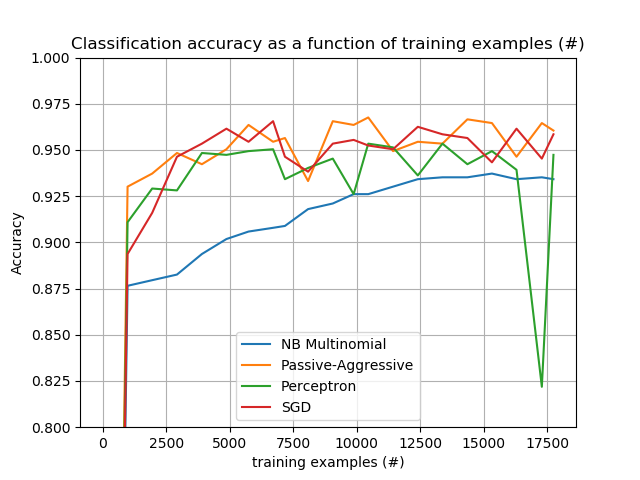 Classification accuracy as a function of training examples (#)
1.000
0.975
0.950
0.925
0.900
0.875
0.850
0.825
0.800
Accuracy
NB Multinomial
Passive-Aggressive
Perceptron
SGD
0 2500 5000 7500 10000 12500 15000 17500
training examples (#)